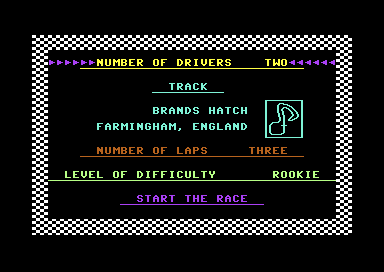 NUMBER OF DRIVERS TWO
TRACK
BRANDS HATCH
FARMINGHAM, ENGLAND
NUMBER OF LAPS THREE
LEVEL OF DIFFICULTY ROOKIE
START THE RACE